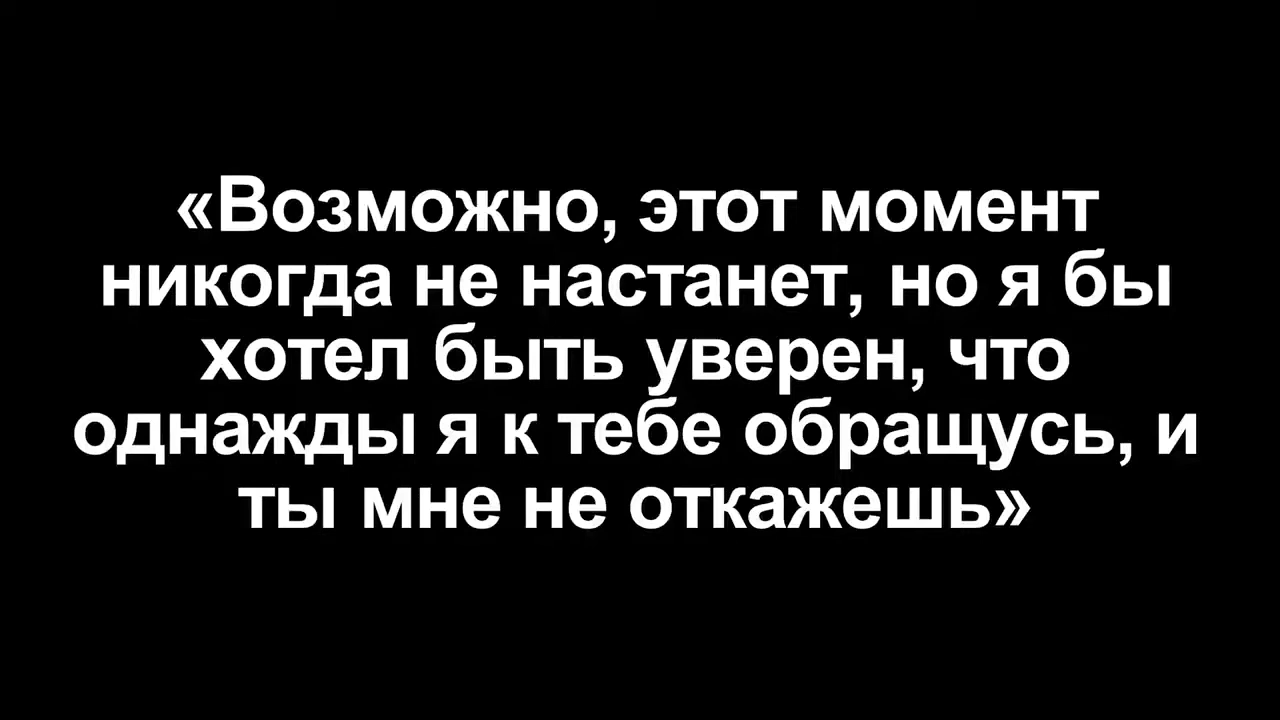 «Возможно, этот момент
никогда не настанет, но я бы
хотел быть уверен, что
однажды я к тебе обращусь, и
ты мне не откажешь»